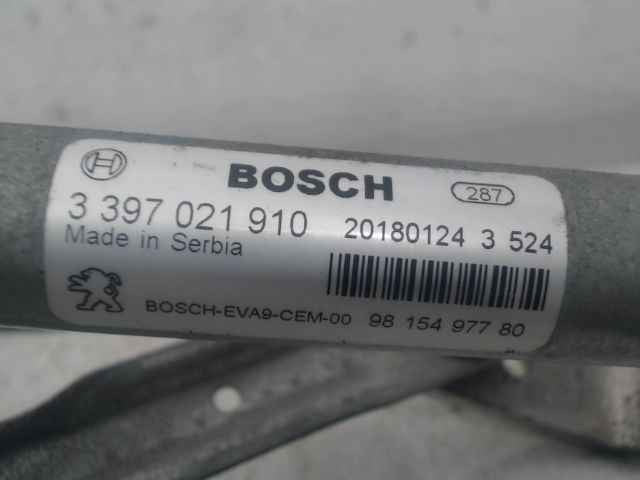 BOSCH
287
3 397 021 910
20180124 3 524
Made in Serbia
BOSCH-EVA9-CEM-00
98 154 977 80